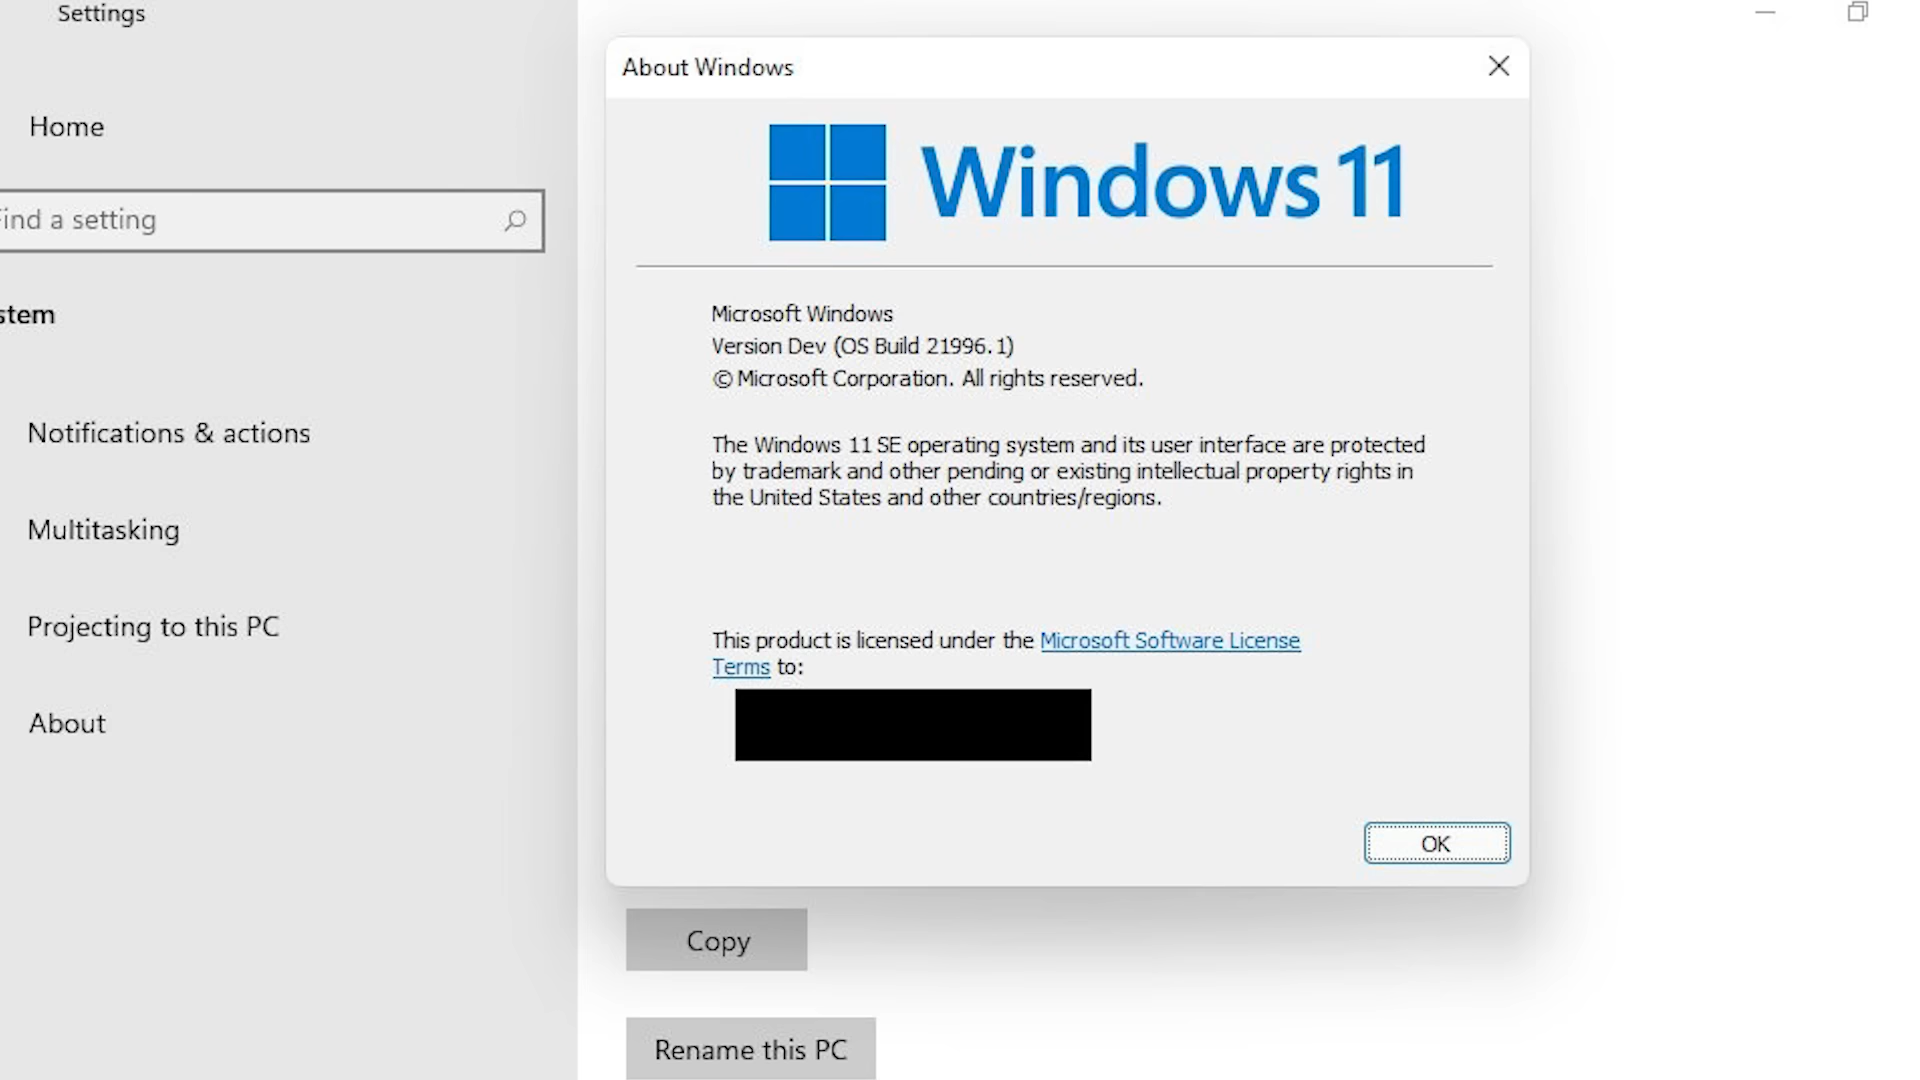 Settings
Home
ind a setting
stem
Notifications & actions
Multitasking
Projecting to this PC
About
About Windows
Windows 11
Microsoft Windows
Version Dev (OS Build 21996.1)
© Microsoft Corporation. All rights reserved.
The Windows 11 SE operating system and its user interface are protected
by trademark and other pending or existing intellectual property rights in
the United States and other countries/regions.
This product is licensed under the Microsoft Software License
Terms to:
OK
Copy
Rename this PC